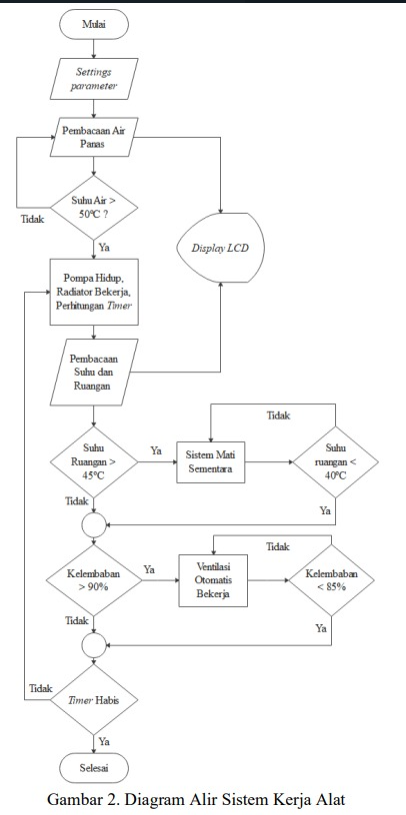 Mulai
Settings
parameter
Pembacaan Air
Panas
Suhu Air >
50°C ?
Tidak
Ya
Display LCD
Pompa Hidup,
Radiator Bekerja,
Perhitungan Timer
Pembacaan
Suhu dan
Ruangan
Suhu
Ruangan >
45°C
Ya
Tidak
Sistem Mati
Sementara
Tidak
Suhu
ruangan <
40°C
Ya
Kelembaban
> 90%
Ya
Tidak
Ventilasi
Otomatis
Bekerja
Tidak
Kelembaban
< 85%
Ya
Timer Habis
Tidak
Ya
Selesai
Gambar 2. Diagram Alir Sistem Kerja Alat